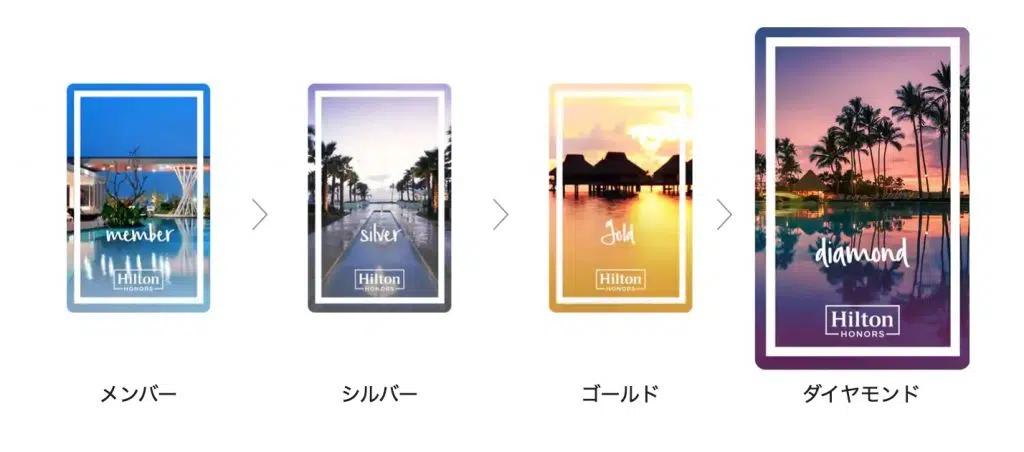 member
Hilton
HONORS
silver
Hilton
HONORS
gold
Hilton
HONORS
diamond
Hilton
HONORS
メンバー
シルバー
ゴールド
ダイヤモンド